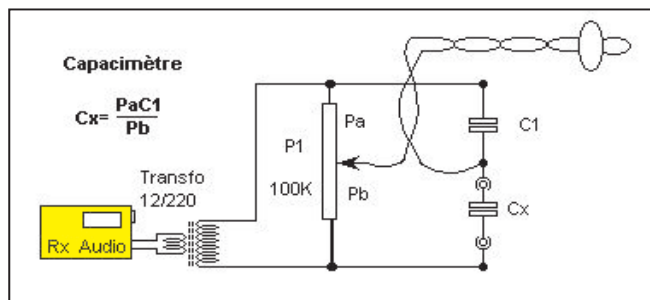 Capacimètre
Cx= PaC1
Pb
Pa
P1
C1
Transfo
12/220
100K
Pb
Cx
Rx Audio